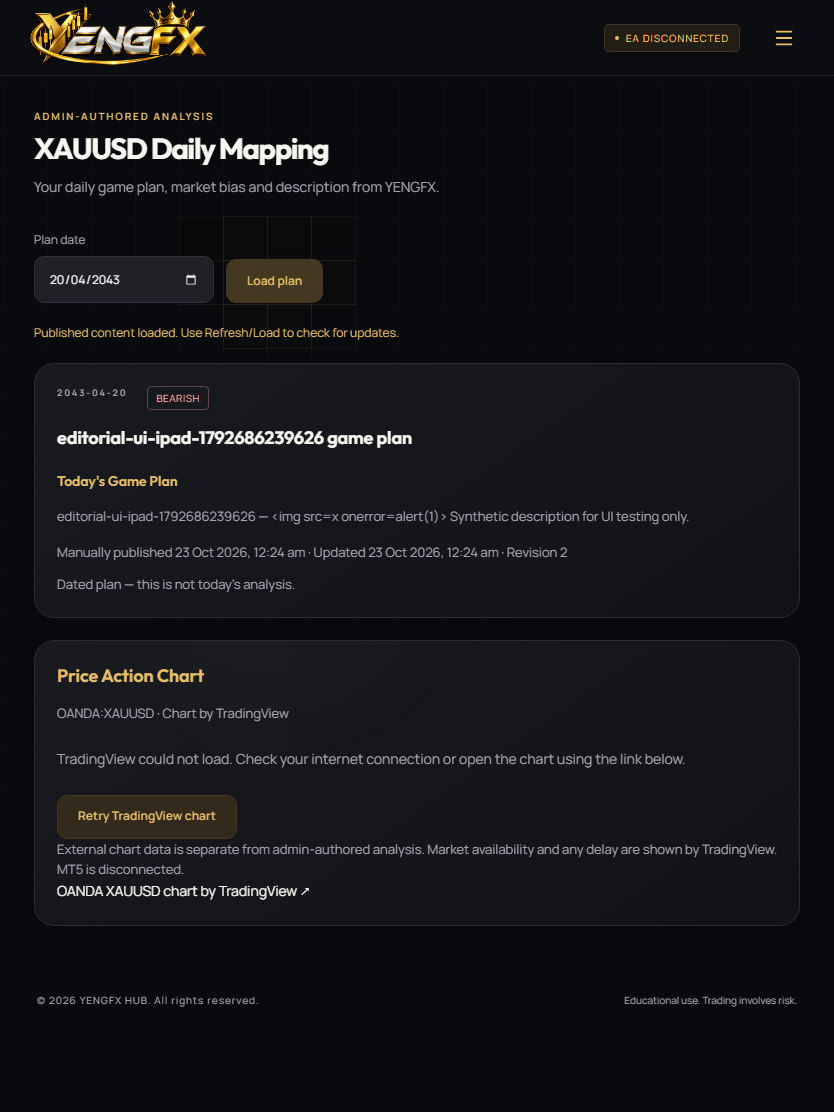 YENGFX
EA DISCONNECTED
ADMIN-AUTHORED ANALYSIS
XAUUSD Daily Mapping
Your daily game plan, market bias and description from YENGFX.
Plan date
20/04/2043
Load plan
Published content loaded. Use Refresh/Load to check for updates.
2043-04-20
BEARISH
editorial-ui-ipad-1792686239626 game plan
Today's Game Plan
editorial-ui-ipad-1792686239626 — <img src=x onerror=alert(1)> Synthetic description for UI testing only.
Manually published 23 Oct 2026, 12:24 am · Updated 23 Oct 2026, 12:24 am · Revision 2
Dated plan — this is not today's analysis.
Price Action Chart
OANDA:XAUUSD · Chart by TradingView
TradingView could not load. Check your internet connection or open the chart using the link below.
Retry TradingView chart
External chart data is separate from admin-authored analysis. Market availability and any delay are shown by TradingView.
MT5 is disconnected.
OANDA XAUUSD chart by TradingView ↗
© 2026 YENGFX HUB. All rights reserved.
Educational use. Trading involves risk.